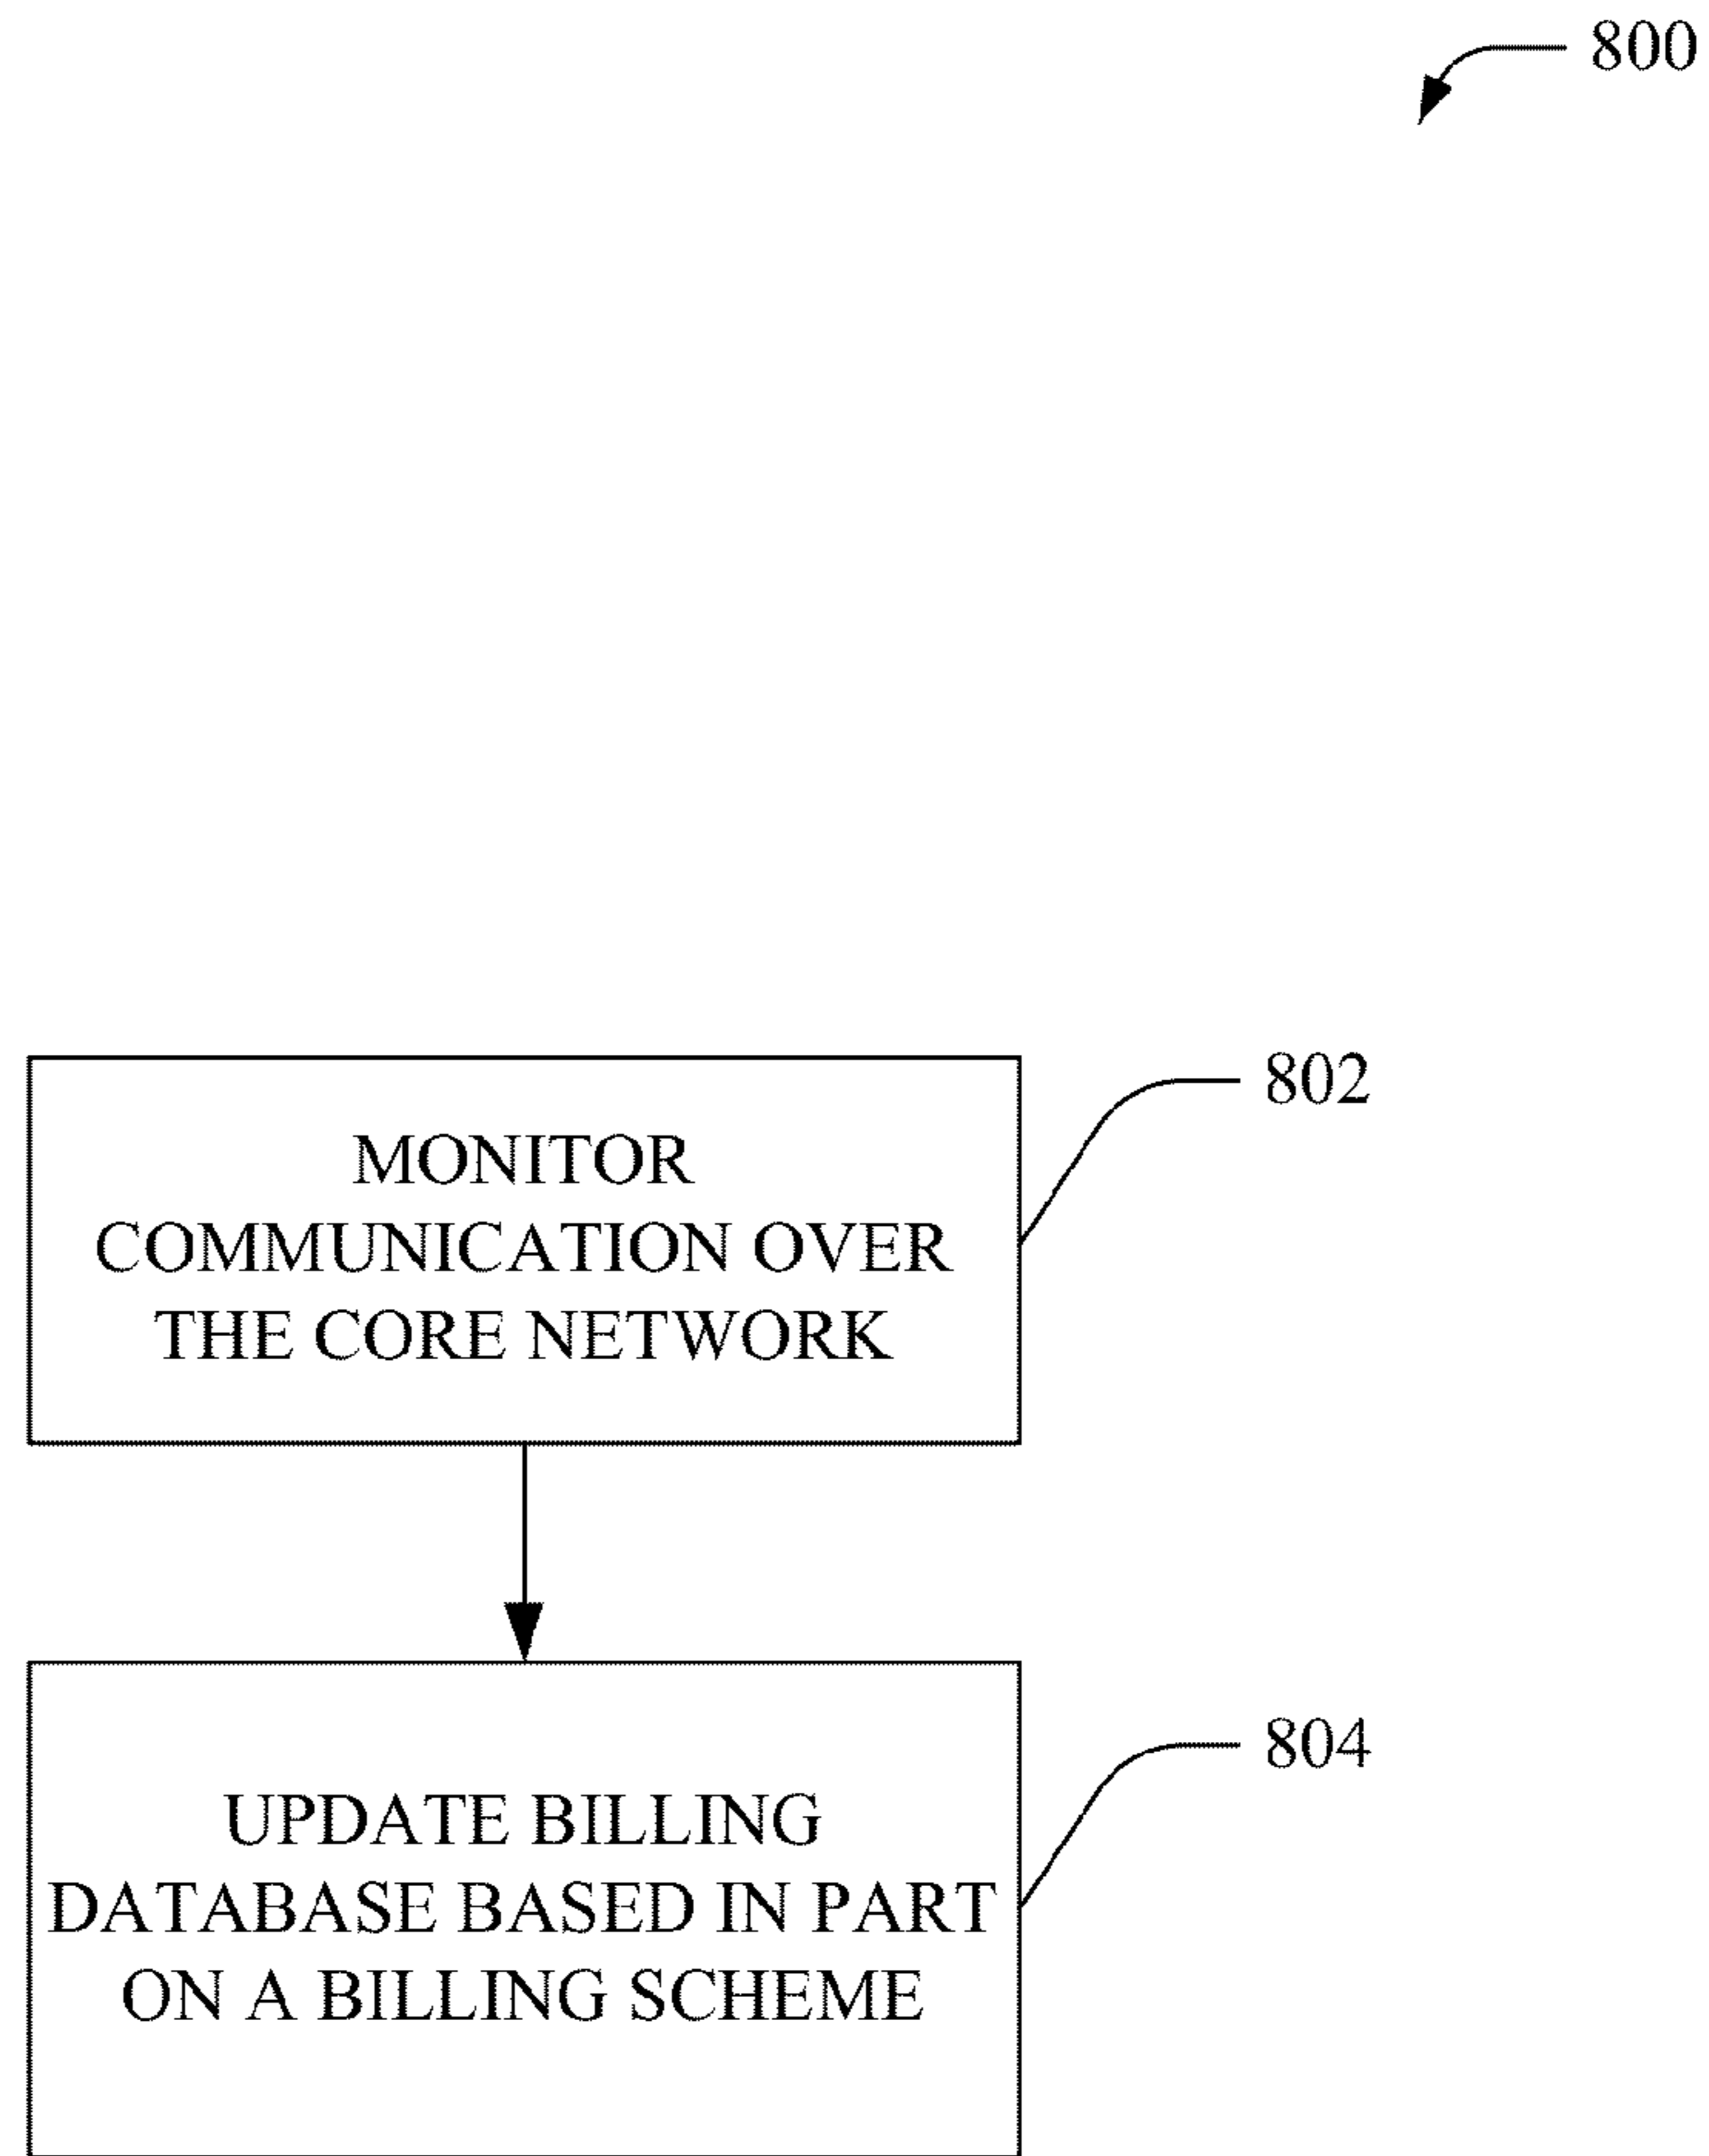 800
MONITOR
COMMUNICATION OVER
THE CORE NETWORK
802
UPDATE BILLING
DATABASE BASED IN PART
ON A BILLING SCHEME
804